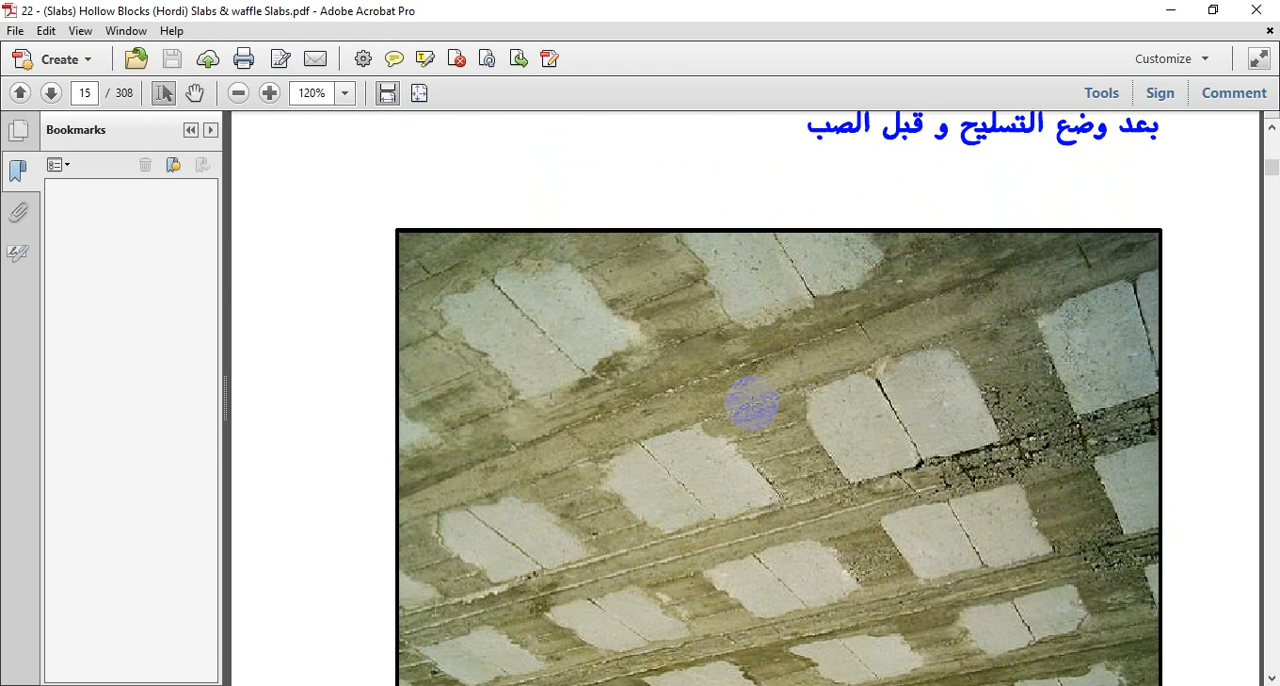 22 - (Slabs) Hollow Blocks (Hordi) Slabs & waffle Slabs.pdf - Adobe Acrobat Pro
File Edit View Window Help
Create Customize
15 / 308 120% Tools Sign Comment
Bookmarks
بعد وضع التسليح و قبل الصب